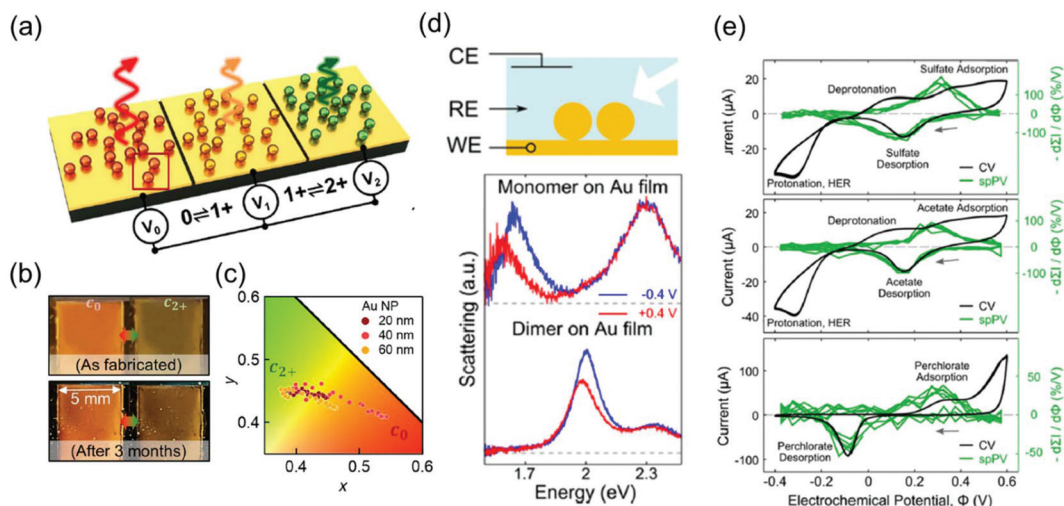 (a)
V₀
0⇌1+
V₁
1+⇌2+
V₂
(b)
c₀
c₂₊
(As fabricated)
5 mm
(After 3 months)
(c)
0.6
0.5
0.4
y
Au NP
20 nm
40 nm
60 nm
c₂₊
c₀
0.4
0.5
0.6
x
(d)
CE
RE
WE
Monomer on Au film
-0.4 V
+0.4 V
Dimer on Au film
Scattering (a.u.)
1.7
2
2.3
Energy (eV)
(e)
Sulfate Adsorption
Deprotonation
Sulfate
Desorption
Protonation, HER
CV
spPV
20
0
-20
-40
urrent (μA)
100
0
-100
- dΣI / dΦ (%/V)
Acetate Adsorption
Deprotonation
Acetate
Desorption
Protonation, HER
CV
spPV
20
0
-20
-40
Current (μA)
100
0
-100
- dΣI / dΦ (%/V)
Perchlorate
Adsorption
Perchlorate
Desorption
CV
spPV
100
0
-100
Current (μA)
50
0
-50
- dΣI / dΦ (%/V)
-0.4
-0.2
0
0.2
0.4
0.6
Electrochemical Potential, Φ (V)